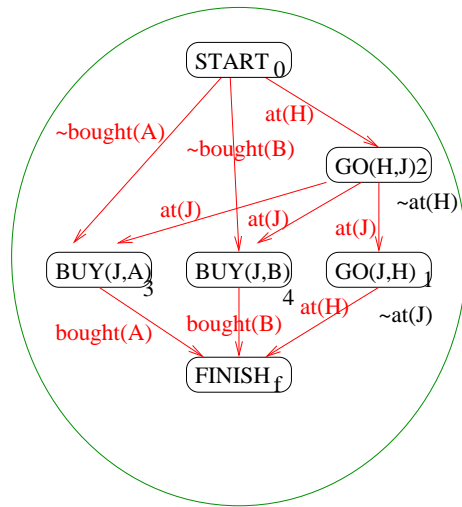 START 0
at(H)
~bought(A)
~bought(B)
GO(H,J)2
~at(H)
at(J)
at(J)
at(J)
BUY(J,A) 3
BUY(J,B) 4
GO(J,H) 1
~at(J)
bought(A)
bought(B)
at(H)
FINISH f